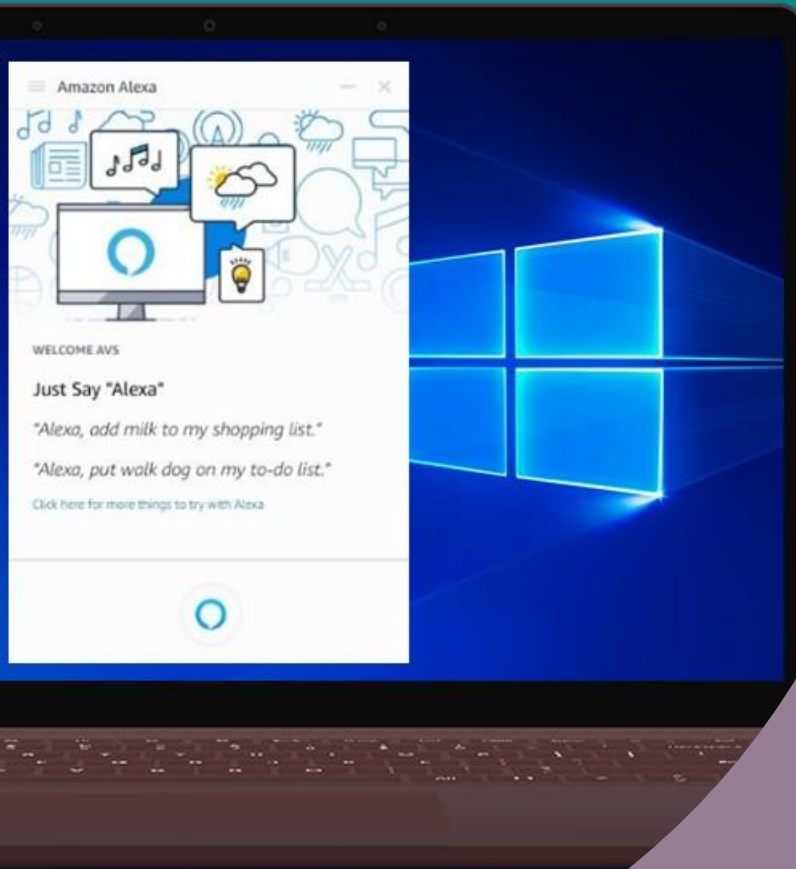 Amazon Alexa
WELCOME AVS
Just Say "Alexa"
"Alexa, add milk to my shopping list."
"Alexa, put walk dog on my to-do list."
Click here for more things to try with Alexa